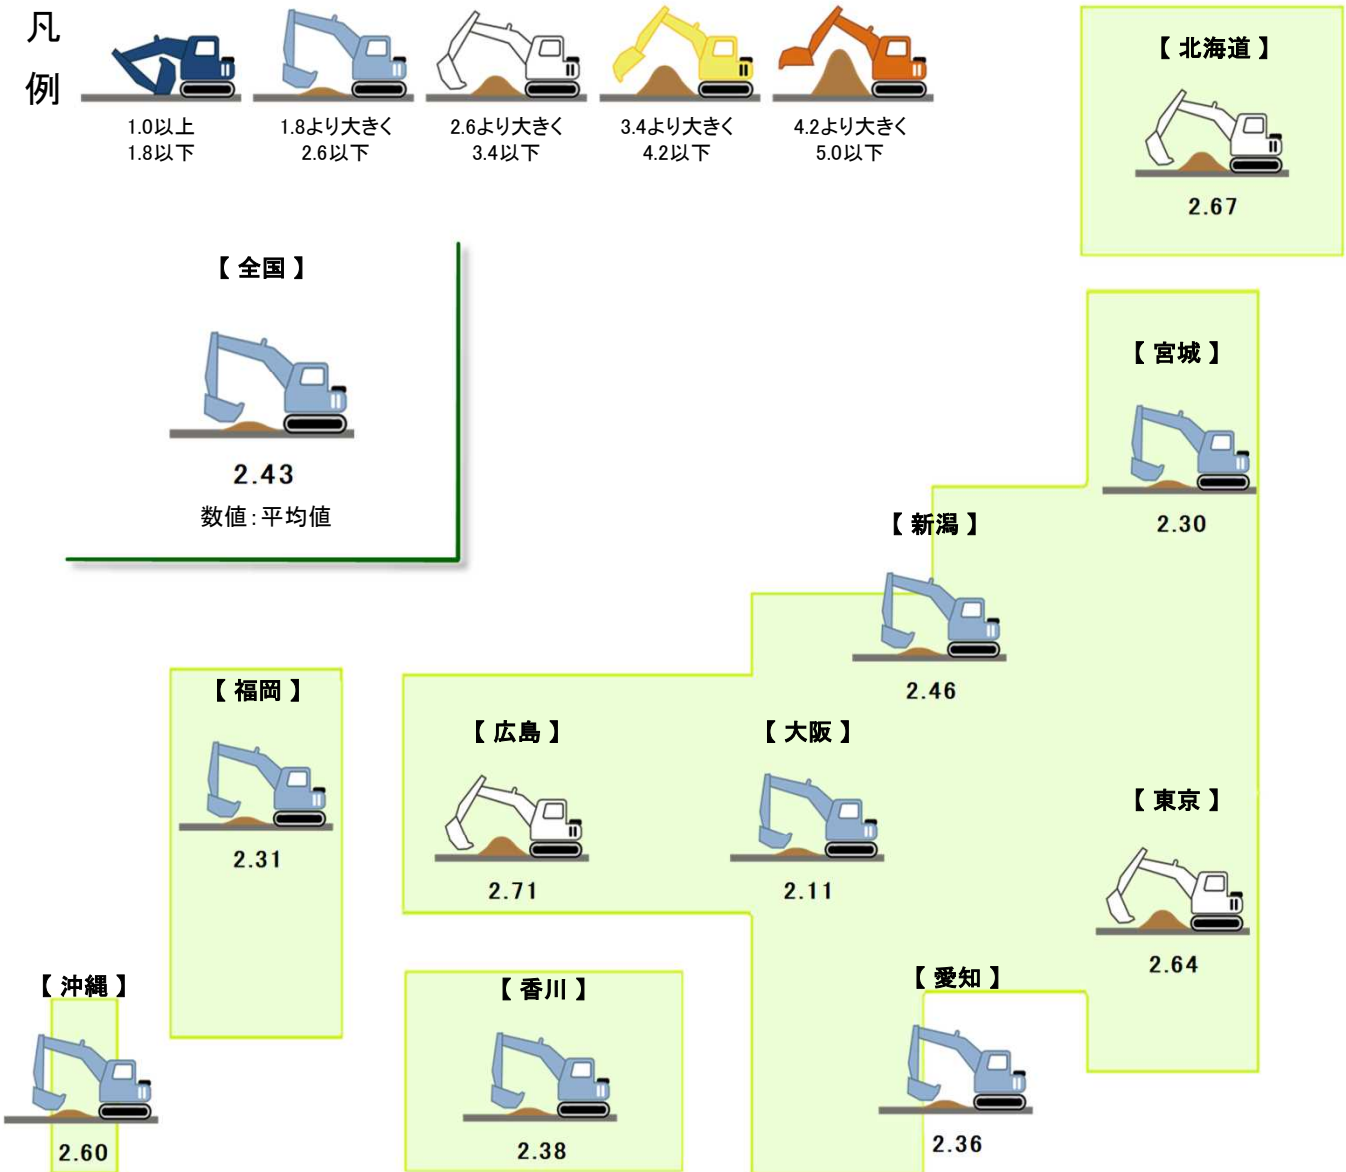 凡
例
1.0以上
1.8以下
1.8より大きく
2.6以下
2.6より大きく
3.4以下
3.4より大きく
4.2以下
4.2より大きく
5.0以下
【 北海道 】
2.67
【 全国 】
2.43
数値:平均値
【 宮城 】
2.30
【 新潟 】
2.46
【 福岡 】
2.31
【 広島 】
2.71
【 大阪 】
2.11
【 東京 】
2.64
【 沖縄 】
2.60
【 香川 】
2.38
【 愛知 】
2.36